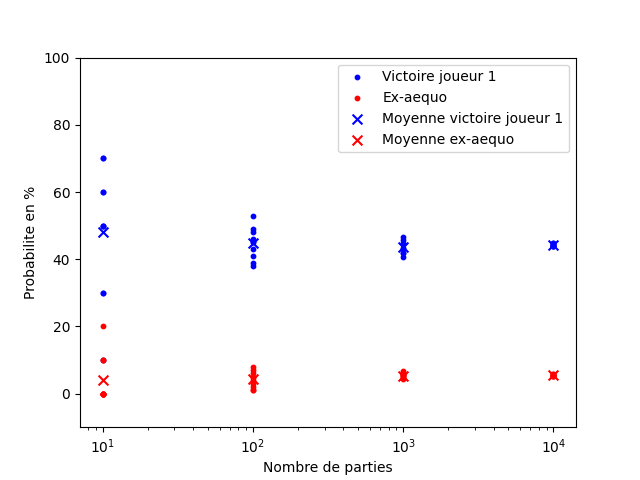 100
80
60
40
20
0
Probabilite en %
Victoire joueur 1
Ex-aequo
Moyenne victoire joueur 1
Moyenne ex-aequo
10¹ 10² 10³ 10⁴
Nombre de parties